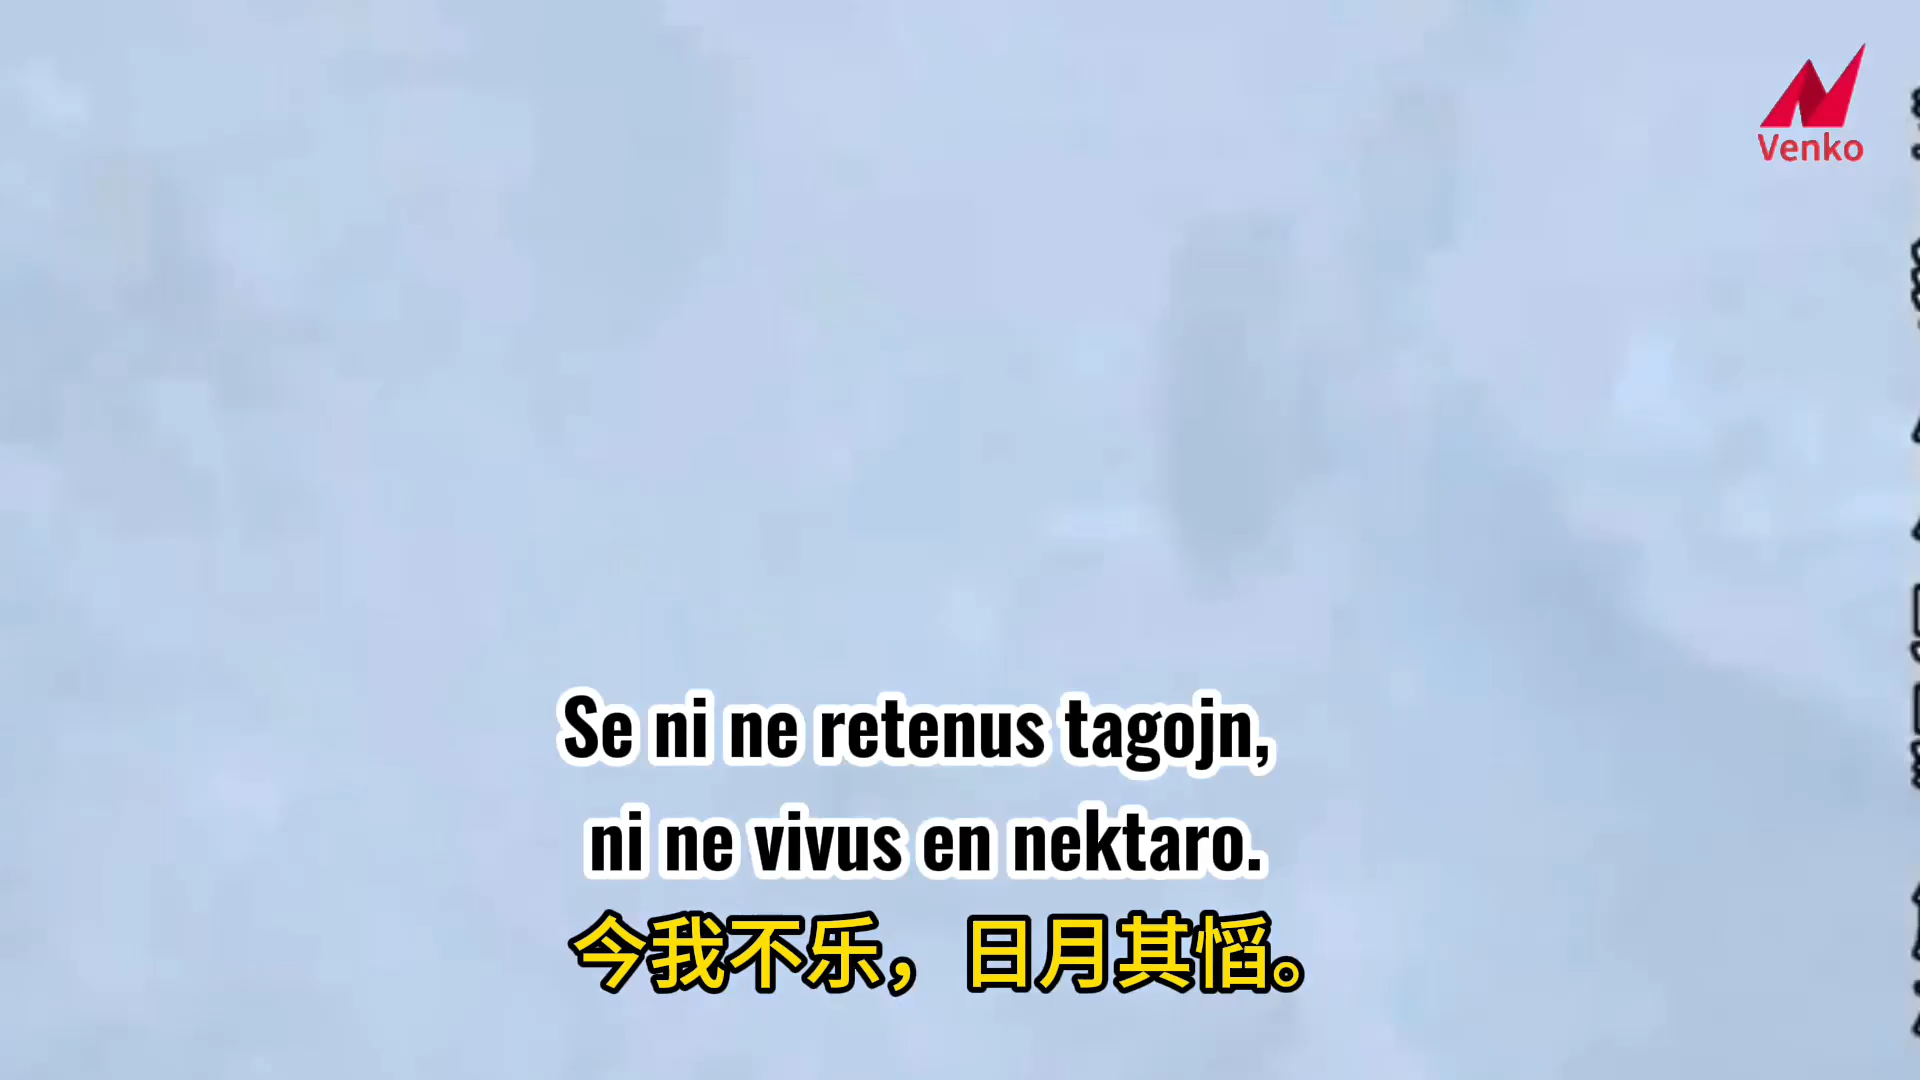 Venko
Se ni ne retenus tagojn,
ni ne vivus en nektaro.
今我不乐，日月其慆。